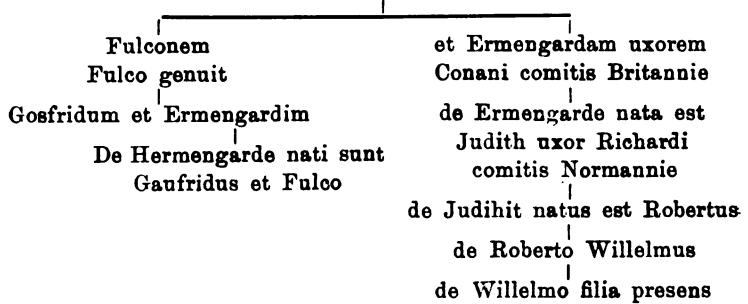 Fulconem
Fulco genuit
Gosfridum et Ermengardim
De Hermengarde nati sunt
Gaufridus et Fulco
et Ermengardam uxorem
Conani comitis Britannie
de Ermengarde nata est
Judith uxor Richardi
comitis Normannie
de Judihit natus est Robertus
de Roberto Willelmus
de Willelmo filia presens